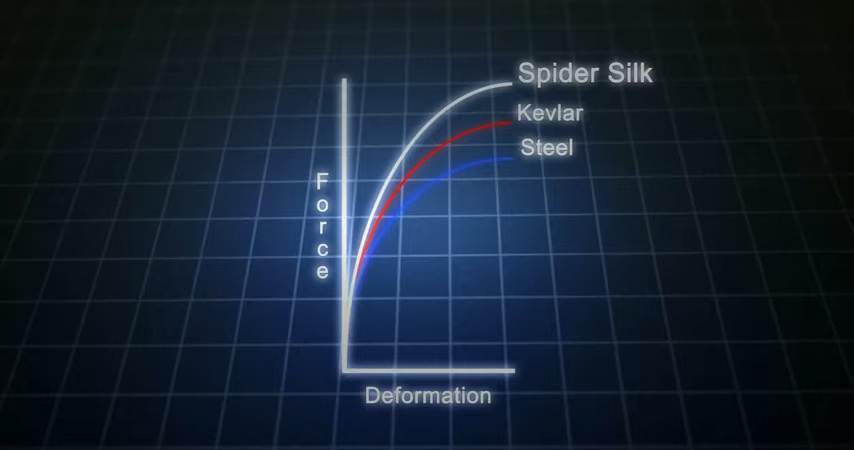 Spider Silk
Kevlar
Steel
Force
Deformation